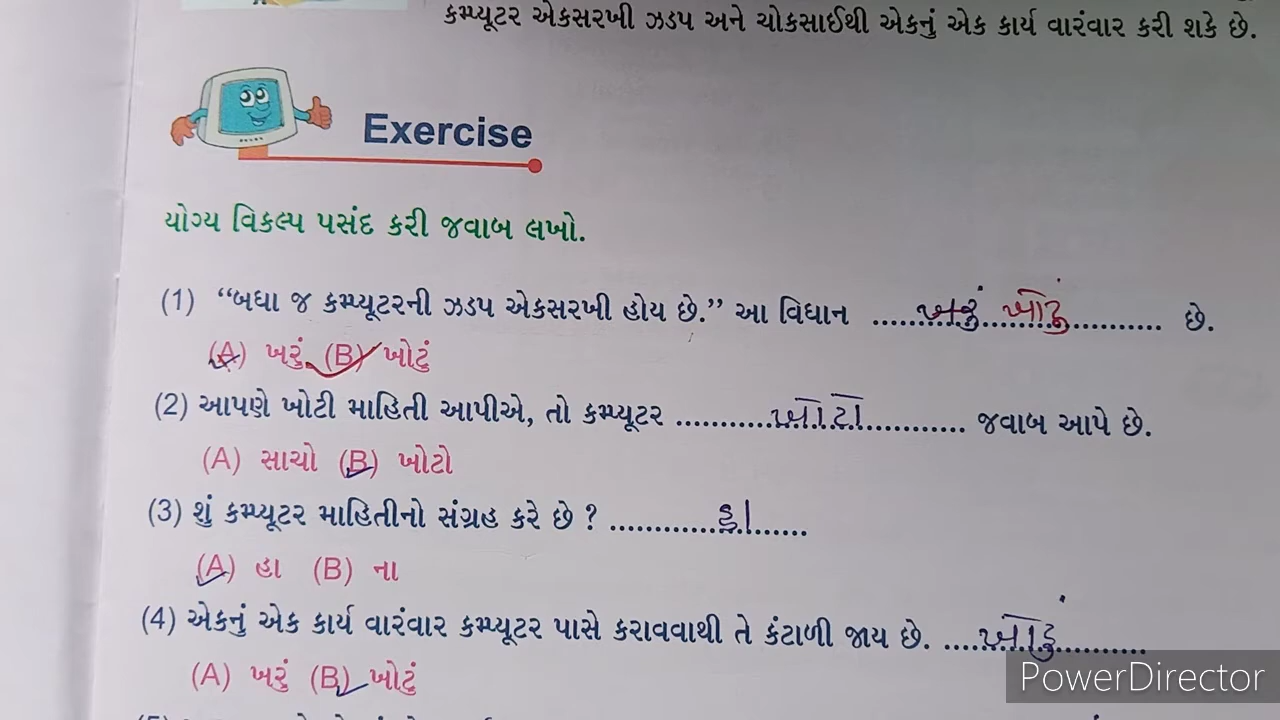 કમ્પ્યૂટર એકસરખી ઝડપ અને ચોકસાઈથી એકનું એક કાર્ય વારંવાર કરી શકે છે.
Exercise
યોગ્ય વિકલ્પ પસંદ કરી જવાબ લખો.
(1) “બધા જ કમ્પ્યૂટરની ઝડપ એકસરખી હોય છે.” આ વિધાન ........ખરું ખોટું........... છે.
(A) ખરું (B) ખોટું
(2) આપણે ખોટી માહિતી આપીએ, તો કમ્પ્યૂટર ..........ખોટો........... જવાબ આપે છે.
(A) સાચો (B) ખોટો
(3) શું કમ્પ્યૂટર માહિતીનો સંગ્રહ કરે છે ? ............હા.......
(A) હા (B) ના
(4) એકનું એક કાર્ય વારંવાર કમ્પ્યૂટર પાસે કરાવવાથી તે કંટાળી જાય છે. ....ખોટું...........
(A) ખરું (B) ખોટું
PowerDirector